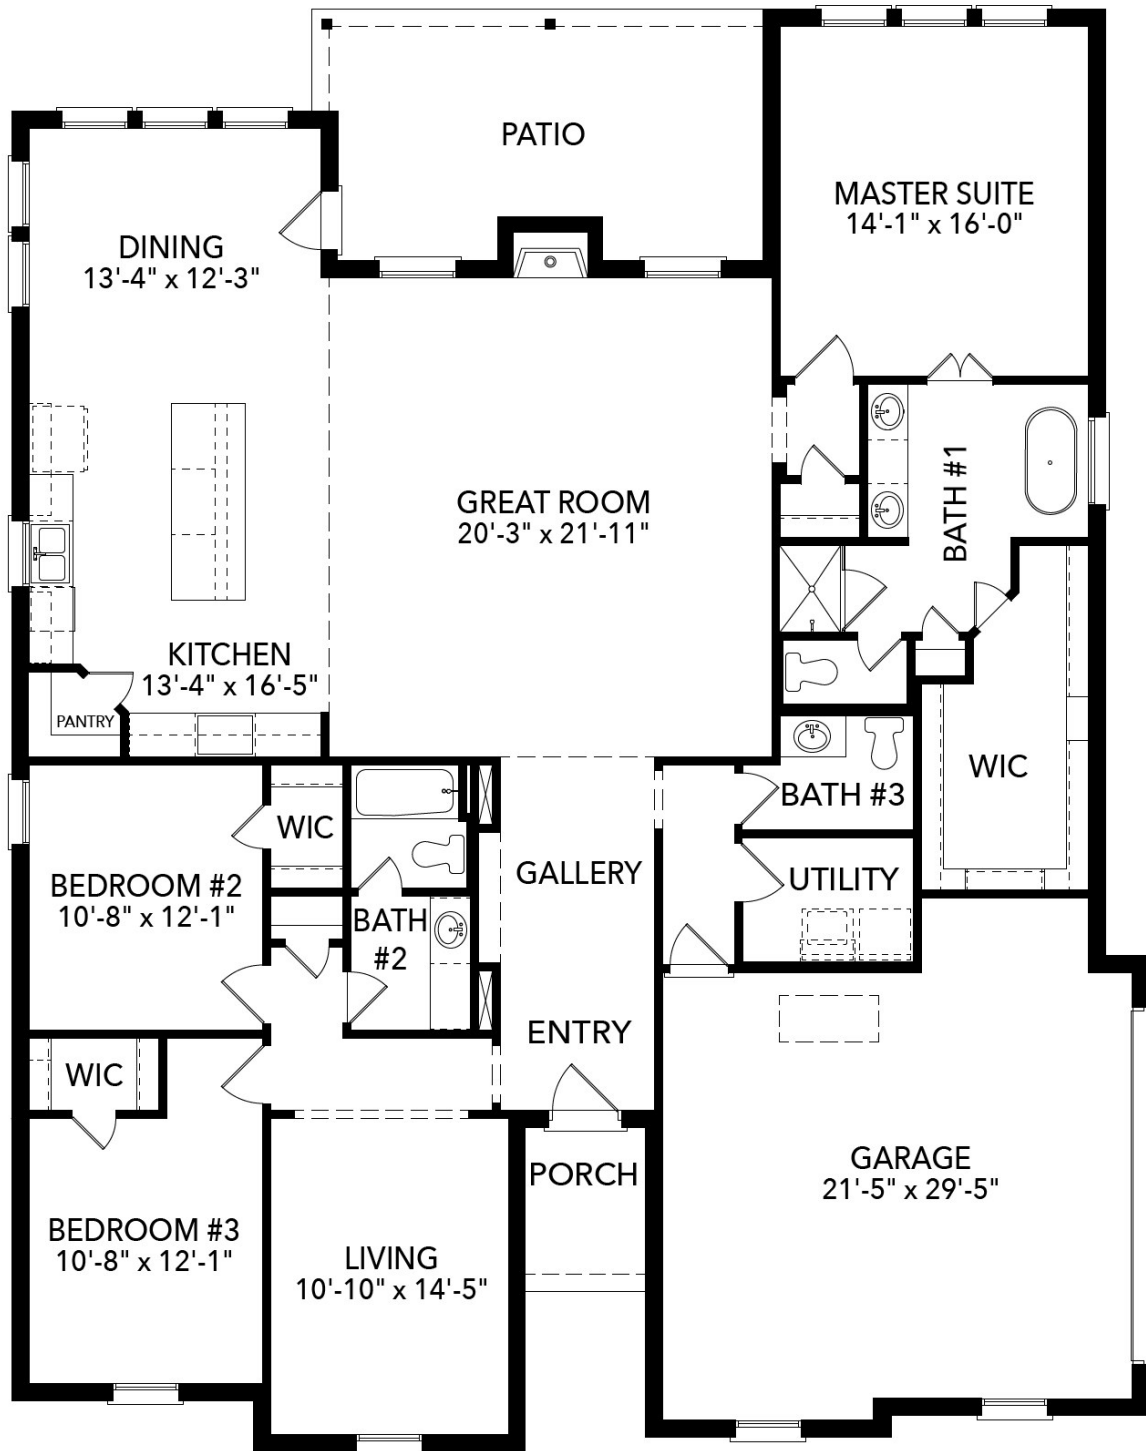 PATIO
MASTER SUITE
14'-1" x 16'-0"
DINING
13'-4" x 12'-3"
GREAT ROOM
20'-3" x 21'-11"
BATH #1
KITCHEN
13'-4" x 16'-5"
PANTRY
WIC
BATH #3
WIC
GALLERY
UTILITY
BEDROOM #2
10'-8" x 12'-1"
BATH
#2
ENTRY
WIC
PORCH
GARAGE
21'-5" x 29'-5"
BEDROOM #3
10'-8" x 12'-1"
LIVING
10'-10" x 14'-5"